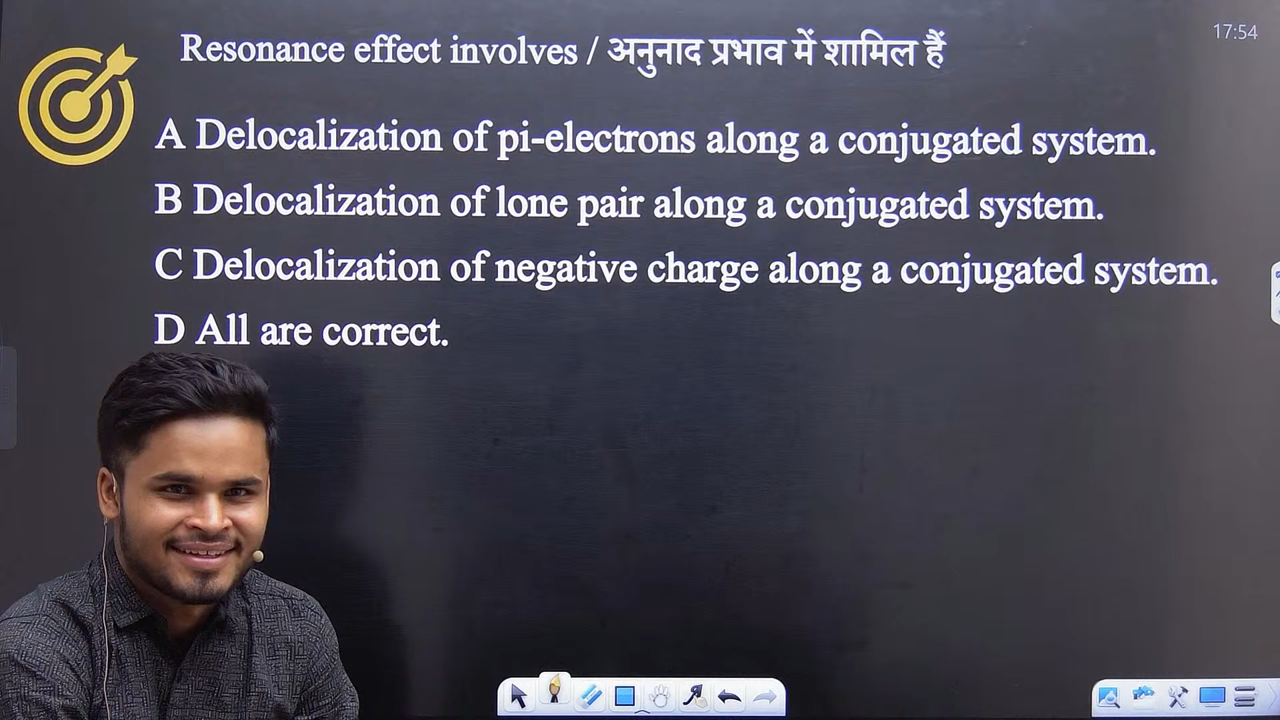 17:54
Resonance effect involves / अनुनाद प्रभाव में शामिल हैं
A Delocalization of pi-electrons along a conjugated system.
B Delocalization of lone pair along a conjugated system.
C Delocalization of negative charge along a conjugated system.
D All are correct.